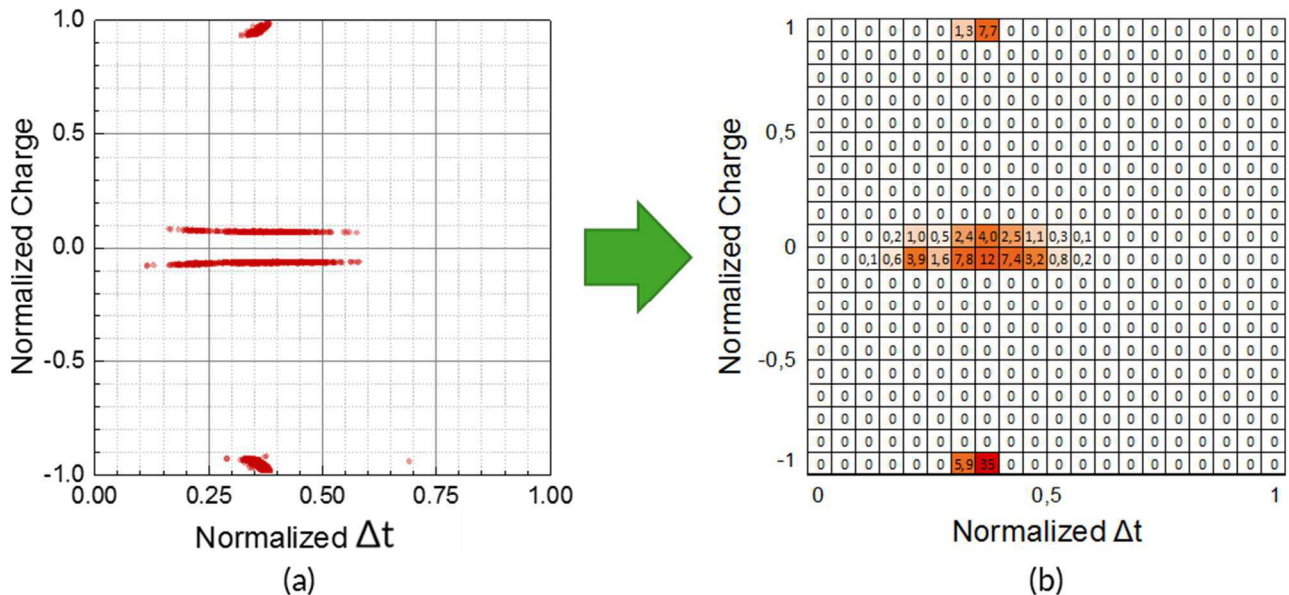 Normalized Charge
1.0
0.5
0.0
-0.5
-1.0
0.00 0.25 0.50 0.75 1.00
Normalized Δt
(a)
Normalized Charge
1
0,5
0
-0,5
-1
0 0 0 0 0 0 1,3 7,7 0 0 0 0 0 0 0 0 0 0 0 0
0 0 0 0 0 0 0 0 0 0 0 0 0 0 0 0 0 0 0 0
0 0 0 0 0 0 0 0 0 0 0 0 0 0 0 0 0 0 0 0
0 0 0 0 0 0 0 0 0 0 0 0 0 0 0 0 0 0 0 0
0 0 0 0 0 0 0 0 0 0 0 0 0 0 0 0 0 0 0 0
0 0 0 0 0 0 0 0 0 0 0 0 0 0 0 0 0 0 0 0
0 0 0 0 0 0 0 0 0 0 0 0 0 0 0 0 0 0 0 0
0 0 0 0 0 0 0 0 0 0 0 0 0 0 0 0 0 0 0 0
0 0 0 0 0 0 0 0 0 0 0 0 0 0 0 0 0 0 0 0
0 0 0 0,2 1,0 0,5 2,4 4,0 2,5 1,1 0,3 0,1 0 0 0 0 0 0 0 0
0 0 0,1 0,6 3,9 1,6 7,8 12 7,4 3,2 0,8 0,2 0 0 0 0 0 0 0 0
0 0 0 0 0 0 0 0 0 0 0 0 0 0 0 0 0 0 0 0
0 0 0 0 0 0 0 0 0 0 0 0 0 0 0 0 0 0 0 0
0 0 0 0 0 0 0 0 0 0 0 0 0 0 0 0 0 0 0 0
0 0 0 0 0 0 0 0 0 0 0 0 0 0 0 0 0 0 0 0
0 0 0 0 0 0 0 0 0 0 0 0 0 0 0 0 0 0 0 0
0 0 0 0 0 0 0 0 0 0 0 0 0 0 0 0 0 0 0 0
0 0 0 0 0 0 0 0 0 0 0 0 0 0 0 0 0 0 0 0
0 0 0 0 0 0 0 0 0 0 0 0 0 0 0 0 0 0 0 0
0 0 0 0 0 0 5,9 35 0 0 0 0 0 0 0 0 0 0 0 0
0 0,5 1
Normalized Δt
(b)